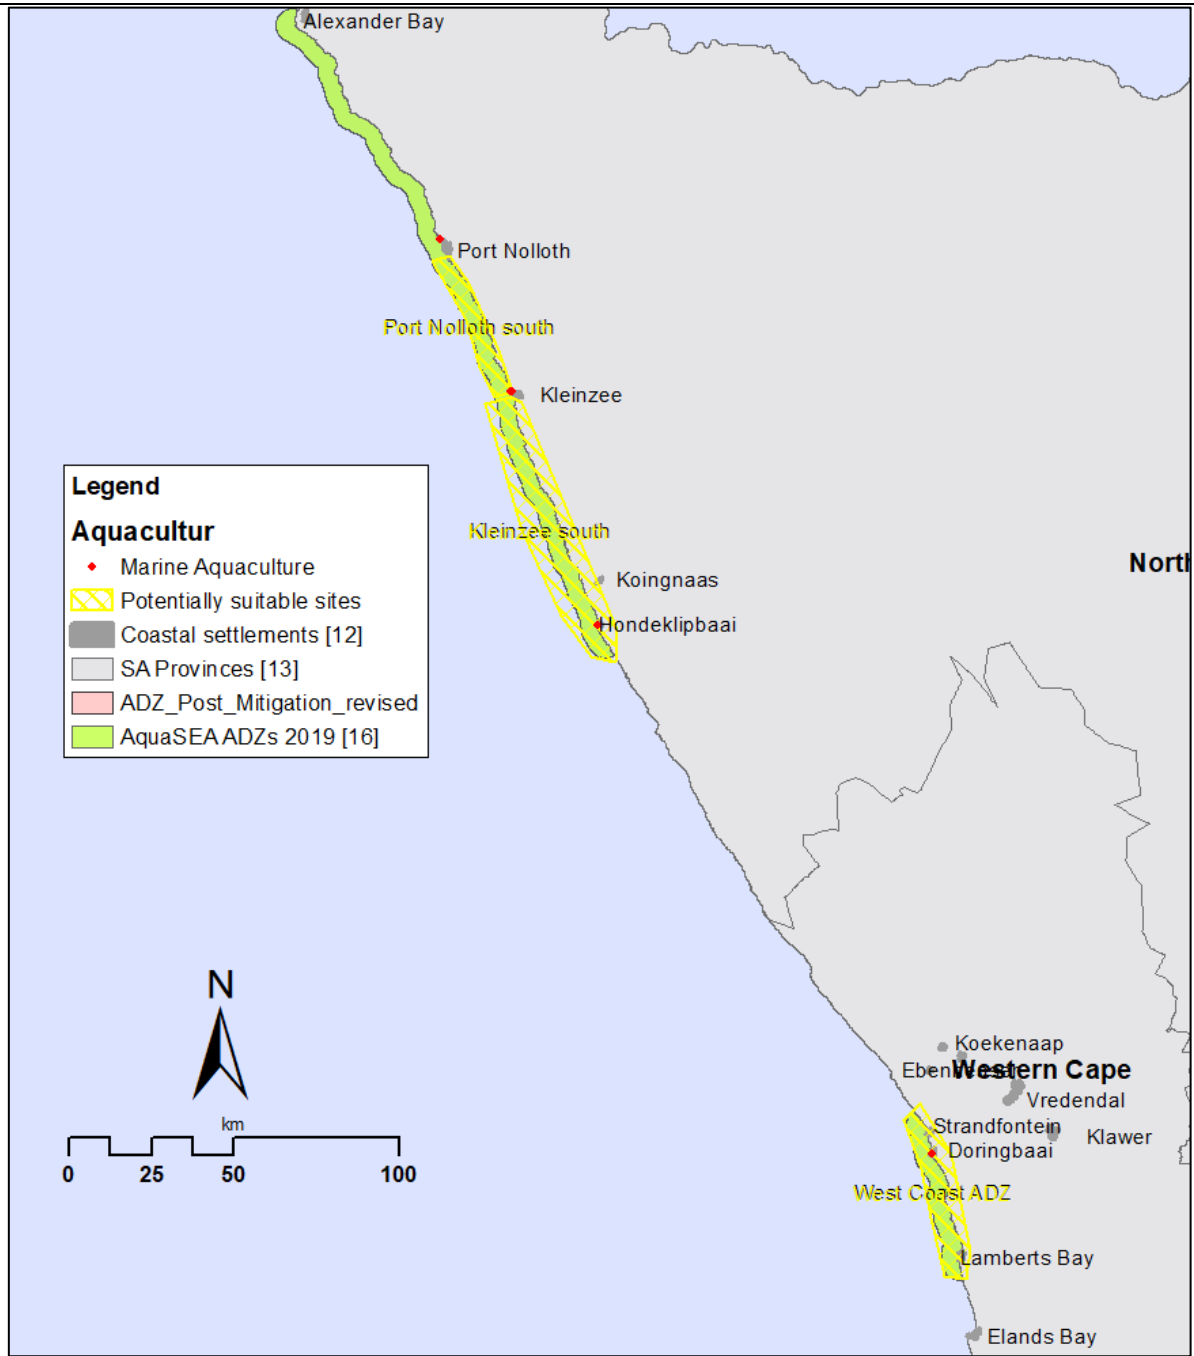 Alexander Bay
Port Nolloth
Port Nolloth south
Kleinzee
Legend
Aquacultur
Marine Aquaculture
Potentially suitable sites
Coastal settlements [12]
SA Provinces [13]
ADZ_Post_Mitigation_revised
AquaSEA ADZs 2019 [16]
Kleinzee south
North
Koingnaas
Hondeklipbaai
N
km
0 25 50 100
Koekenaap
Western Cape
Vredendal
Strandfontein
Klawer
Doringbaai
West Coast ADZ
Lamberts Bay
Elands Bay